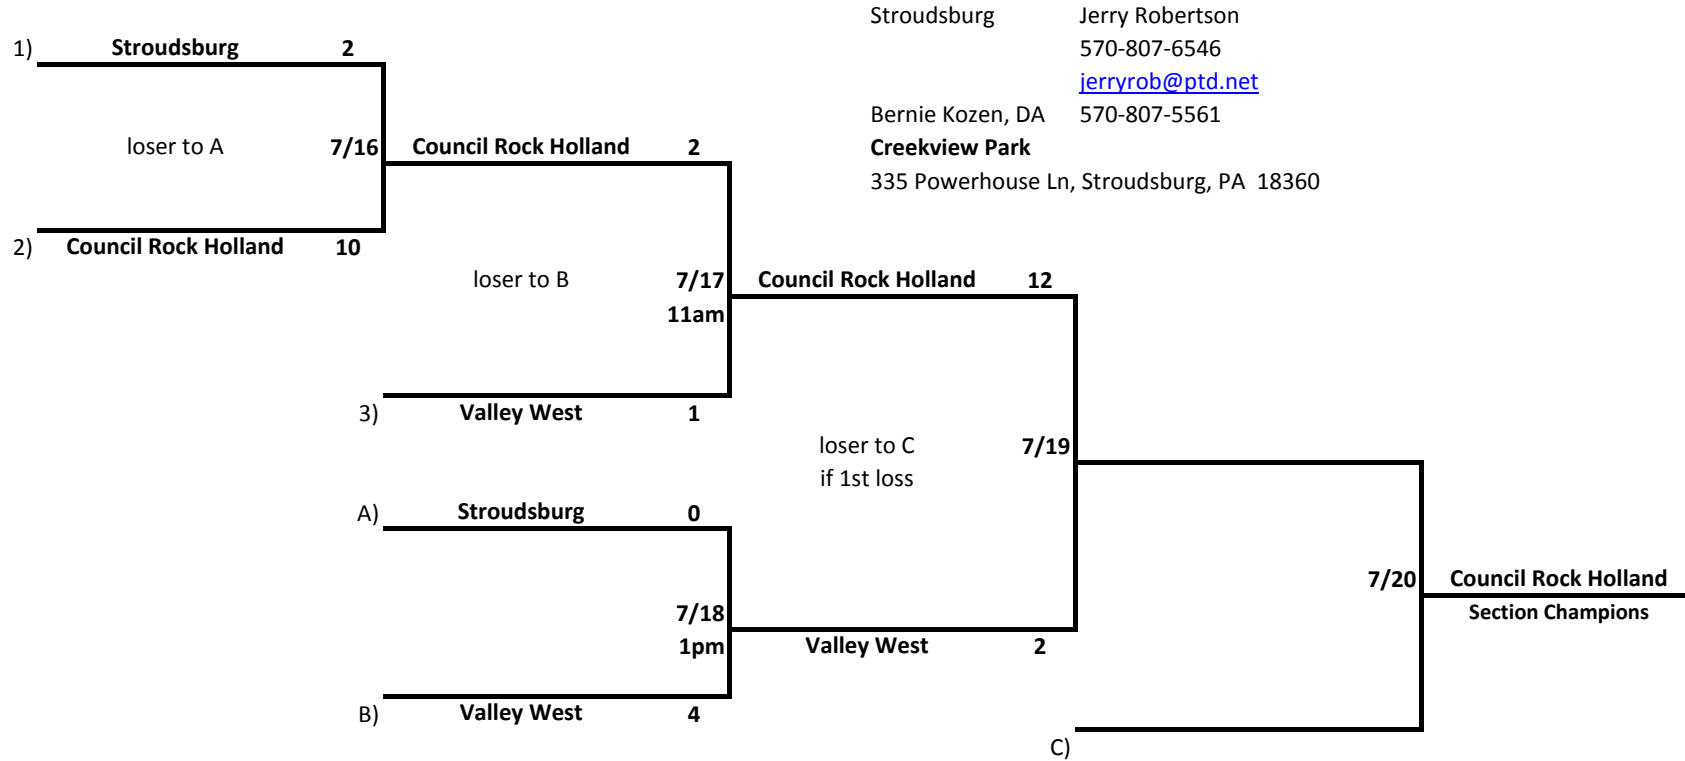 Stroudsburg Jerry Robertson
1) Stroudsburg 2
570-807-6546
jerryrob@ptd.net
Bernie Kozen, DA 570-807-5561
loser to A 7/16 Council Rock Holland 2
Creekview Park
335 Powerhouse Ln, Stroudsburg, PA 18360
2) Council Rock Holland 10
loser to B 7/17 Council Rock Holland 12
11am
3) Valley West 1
loser to C 7/19
if 1st loss
A) Stroudsburg 0
7/20 Council Rock Holland
7/18 Section Champions
1pm Valley West 2
B) Valley West 4
C)